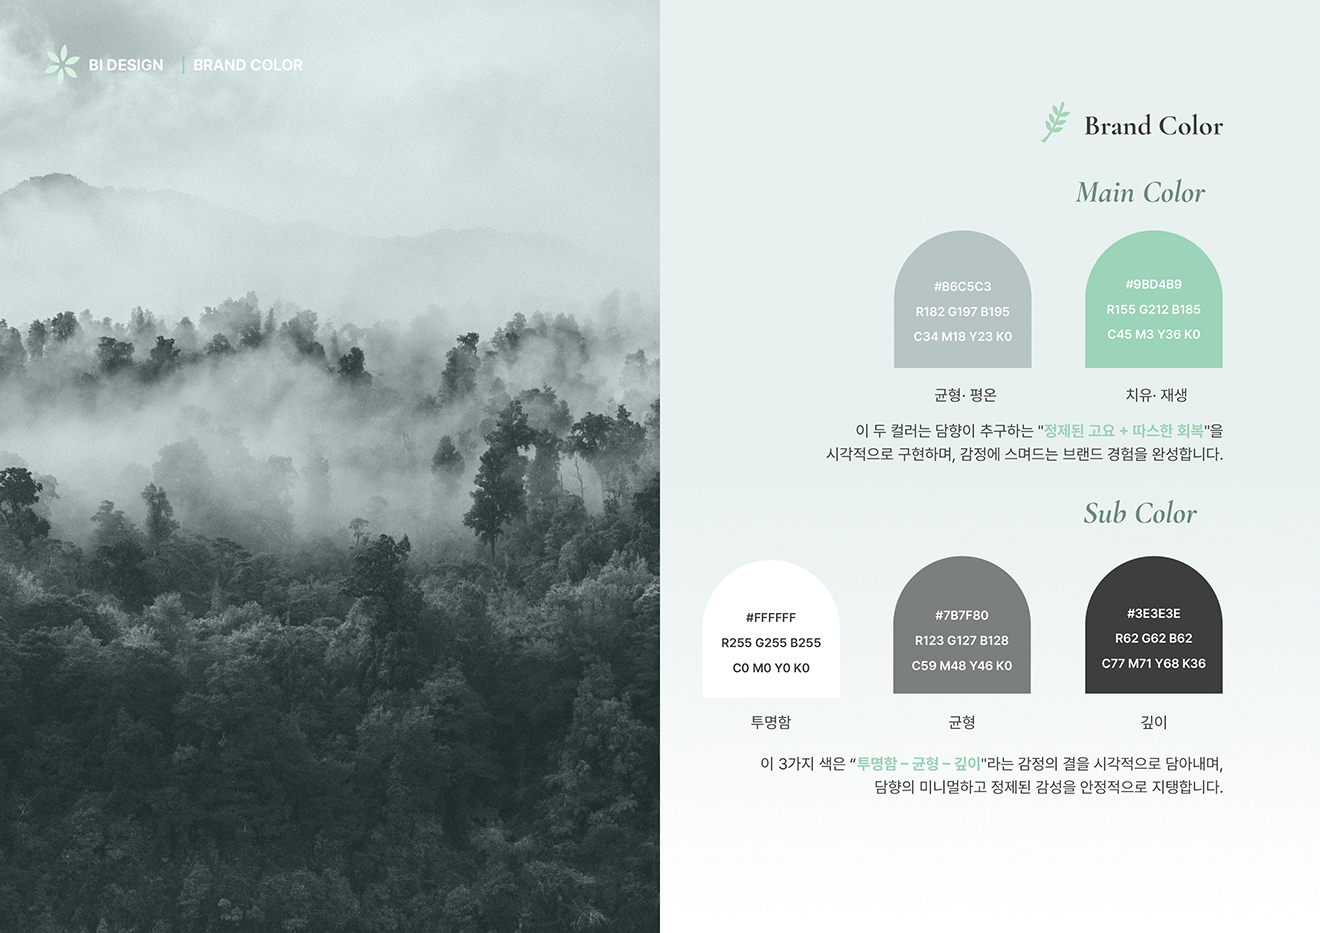 BI DESIGN | BRAND COLOR
Brand Color
Main Color
#B6C5C3
R182 G197 B195
C34 M18 Y23 K0
균형· 평온
#9BD4B9
R155 G212 B185
C45 M3 Y36 K0
치유· 재생
이 두 컬러는 담향이 추구하는 "정제된 고요 + 따스한 회복"을
시각적으로 구현하며, 감정에 스며드는 브랜드 경험을 완성합니다.
Sub Color
#FFFFFF
R255 G255 B255
C0 M0 Y0 K0
투명함
#7B7F80
R123 G127 B128
C59 M48 Y46 K0
균형
#3E3E3E
R62 G62 B62
C77 M71 Y68 K36
깊이
이 3가지 색은 “투명함 – 균형 – 깊이"라는 감정의 결을 시각적으로 담아내며,
담향의 미니멀하고 정제된 감성을 안정적으로 지탱합니다.